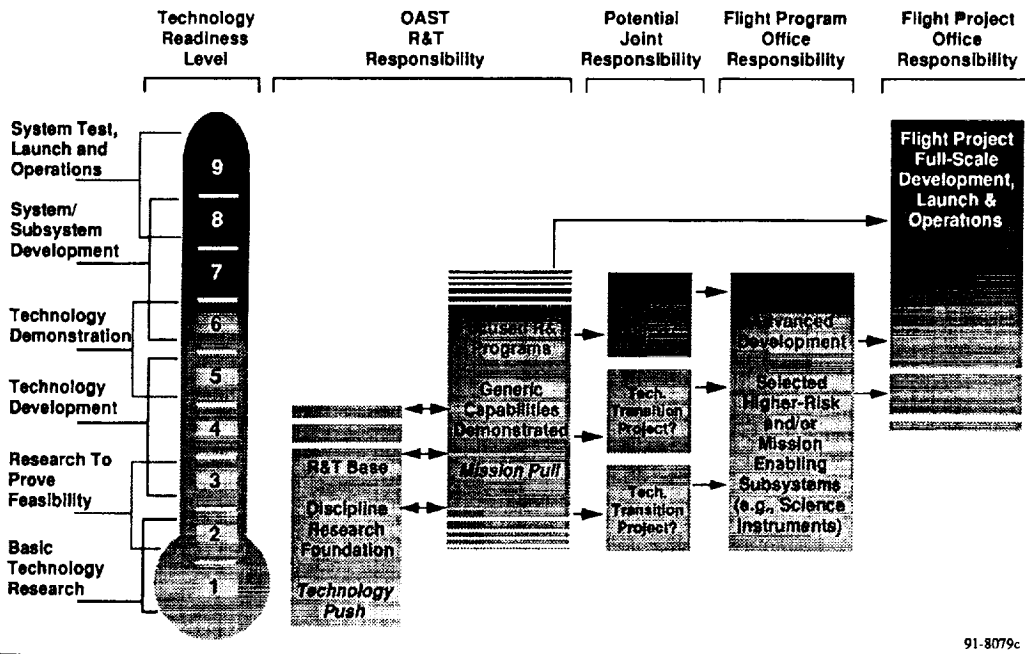 Technology
Readiness
Level
OAST
R&T
Responsibility
Potential
Joint
Responsibility
Flight Program
Office
Responsibility
Flight Project
Office
Responsibility
System Test,
Launch and
Operations
System/
Subsystem
Development
Technology
Demonstration
Technology
Development
Research To
Prove
Feasibility
Basic
Technology
Research
9
8
7
6
5
4
3
2
1
R&T Base
Discipline
Research
Foundation
Technology
Push
Focused R&T
Programs
Generic
Capabilities
Demonstrated
Mission Pull
Tech.
Transition
Project?
Tech.
Transition
Project?
Advanced
Development
Selected
Higher-Risk
and/or
Mission
Enabling
Subsystems
(e.g., Science
Instruments)
Flight Project
Full-Scale
Development,
Launch &
Operations
91-8079c